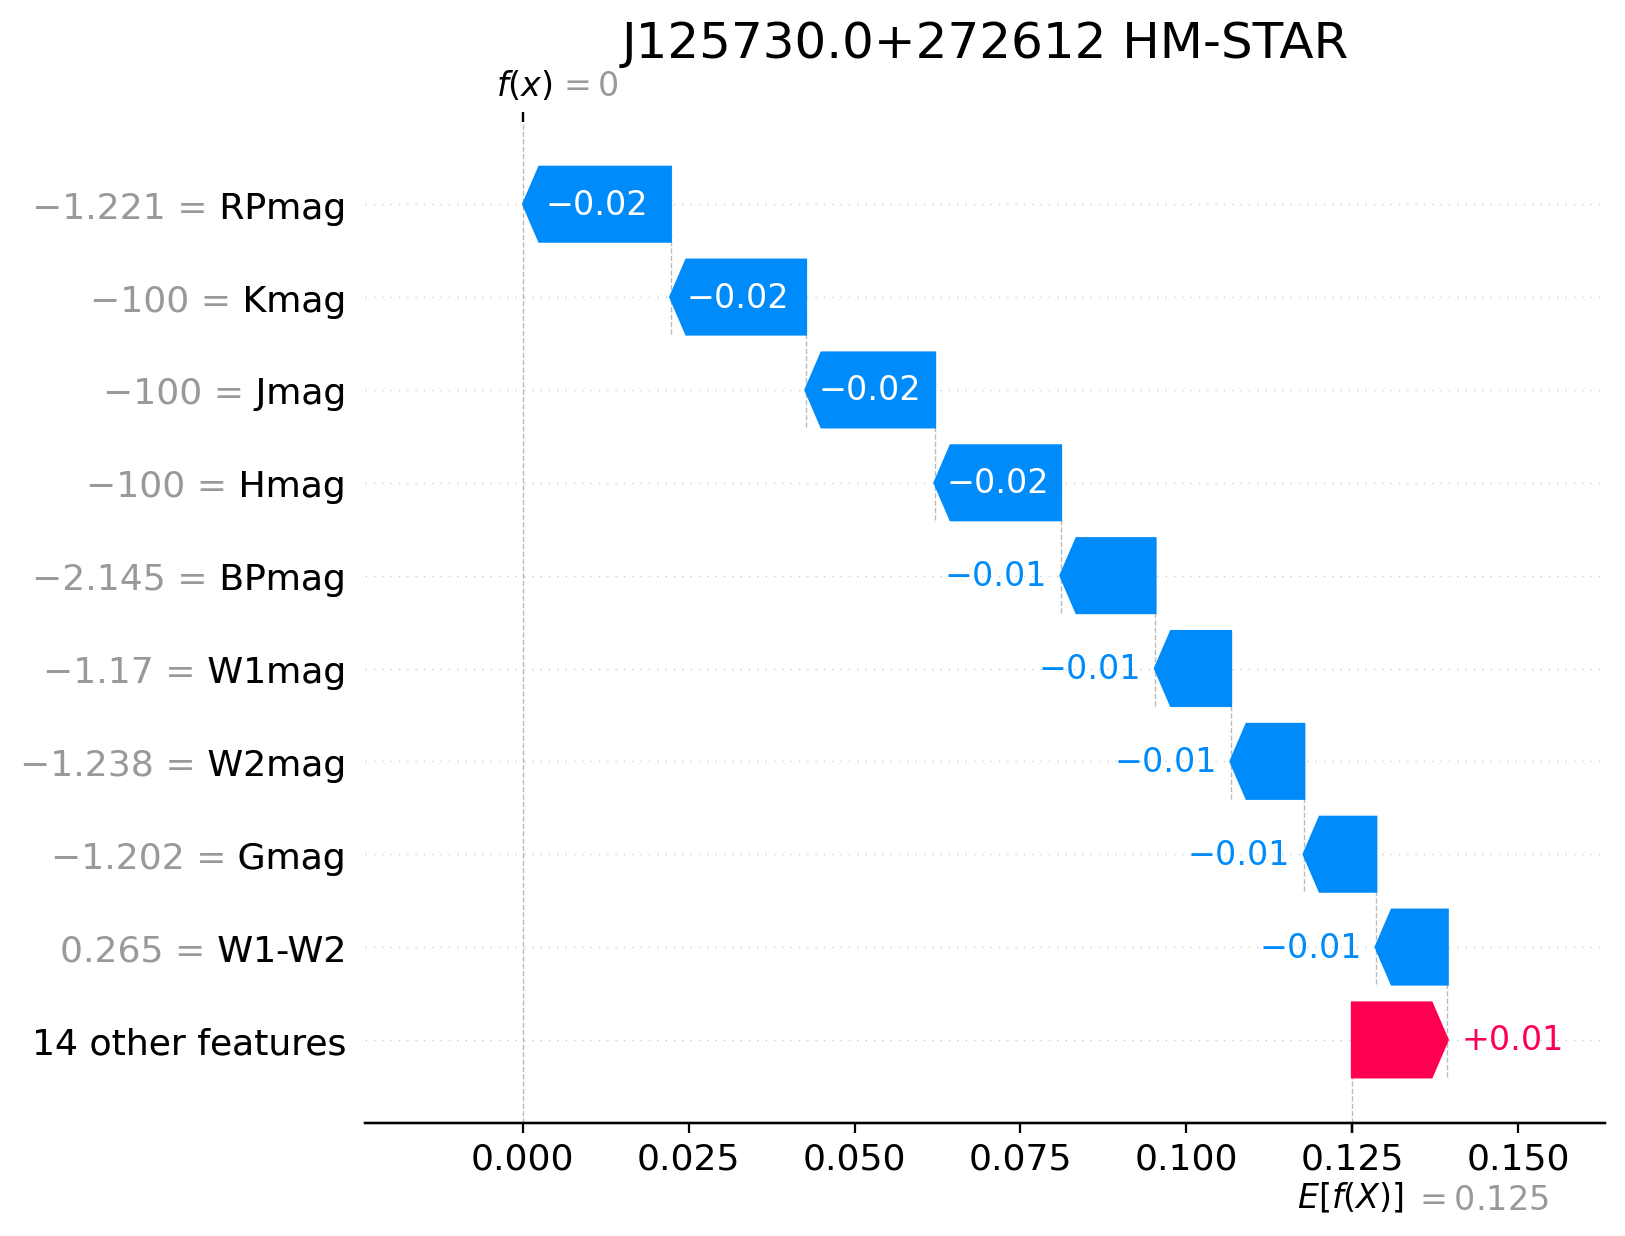 J125730.0+272612 HM-STAR
f(x) = 0
−1.221 = RPmag
−0.02
−100 = Kmag
−0.02
−100 = Jmag
−0.02
−100 = Hmag
−0.02
−2.145 = BPmag
−0.01
−1.17 = W1mag
−0.01
−1.238 = W2mag
−0.01
−1.202 = Gmag
−0.01
0.265 = W1-W2
−0.01
14 other features
+0.01
0.000 0.025 0.050 0.075 0.100 0.125 0.150
E[f(X)] = 0.125